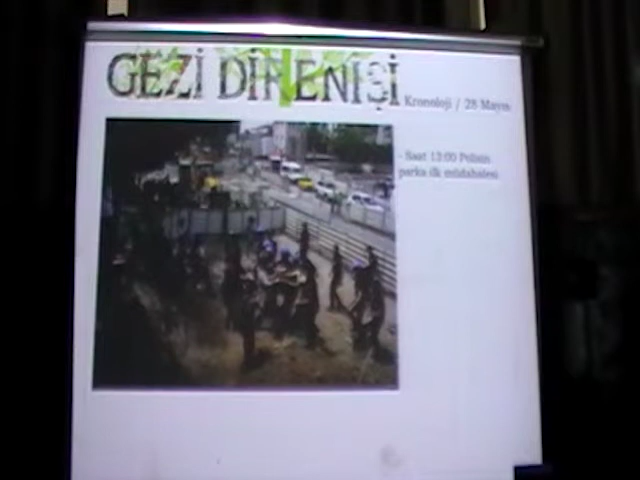 GEZİ DİRENİŞİ
Kronoloji / 28 Mayıs
- Saat 13:00 Polisin
parka ilk müdahalesi